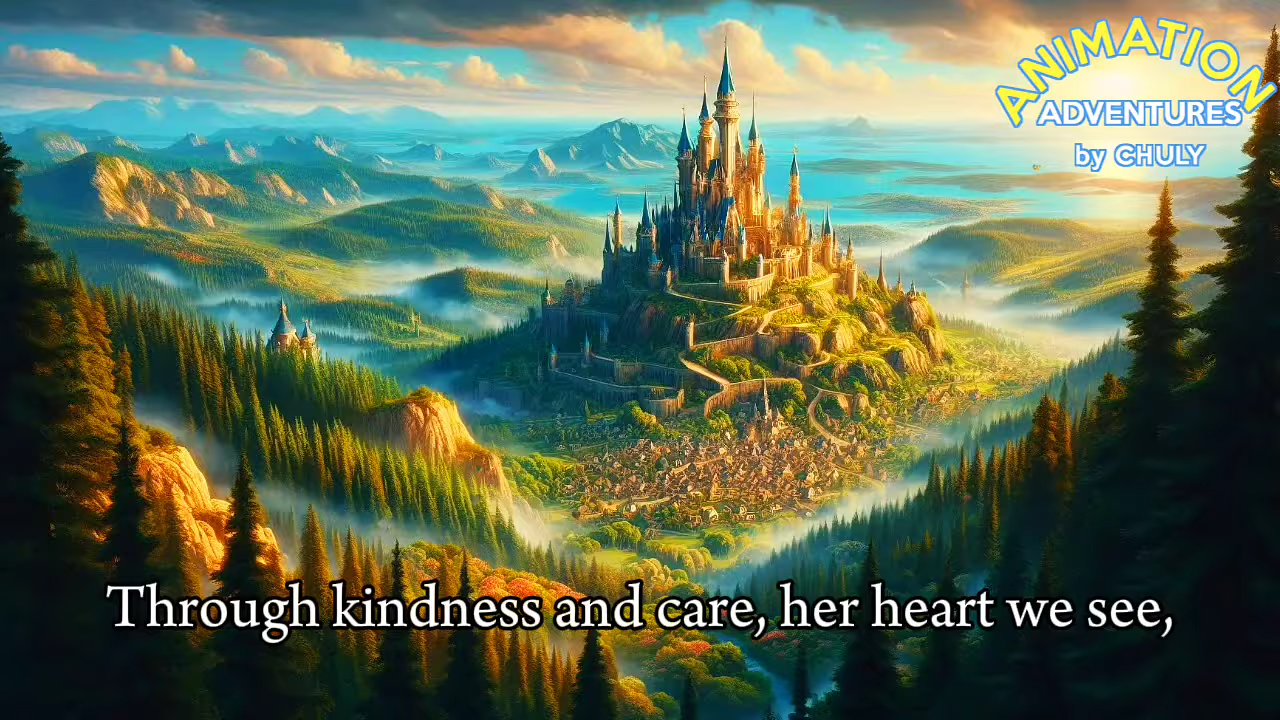 ANIMATION
ADVENTURES
by CHULY
Through kindness and care, her heart we see,